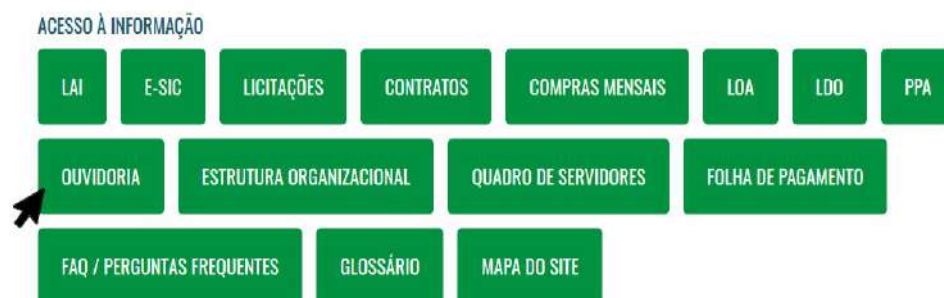 ACESSO À INFORMAÇÃO
LAI E-SIC LICITAÇÕES CONTRATOS COMPRAS MENSAIS LOA LDO PPA
OUVIDORIA ESTRUTURA ORGANIZACIONAL QUADRO DE SERVIDORES FOLHA DE PAGAMENTO
FAQ / PERGUNTAS FREQUENTES GLOSSÁRIO MAPA DO SITE